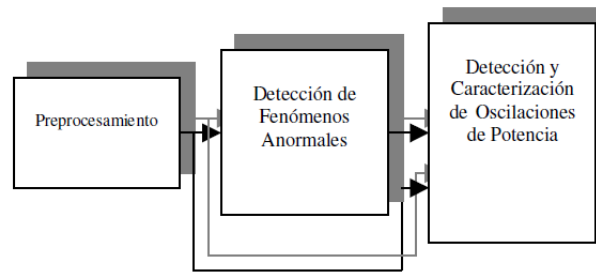 Preprocesamiento
Detección de
Fenómenos
Anormales
Detección y
Caracterización
de Oscilaciones
de Potencia